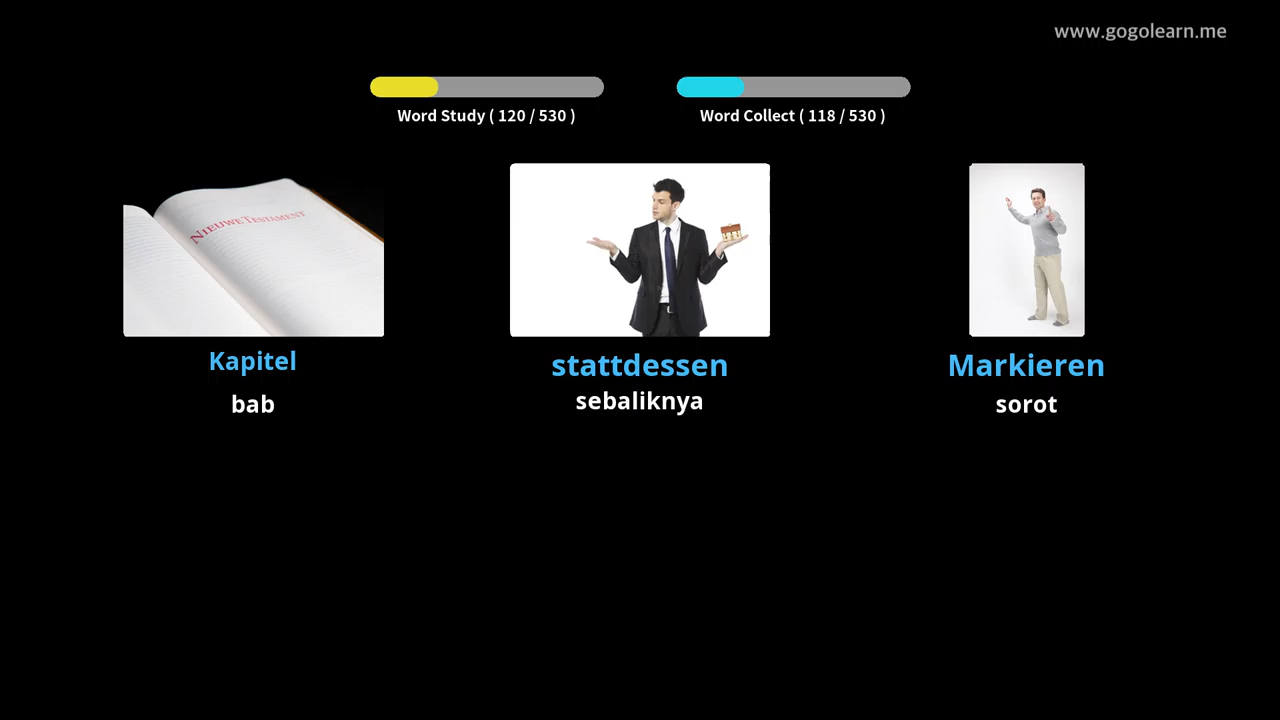 www.gogolearn.me
Word Study ( 120 / 530 )
Word Collect ( 118 / 530 )
NIEUWE TESTAMENT
Kapitel
stattdessen
Markieren
bab
sebaliknya
sorot